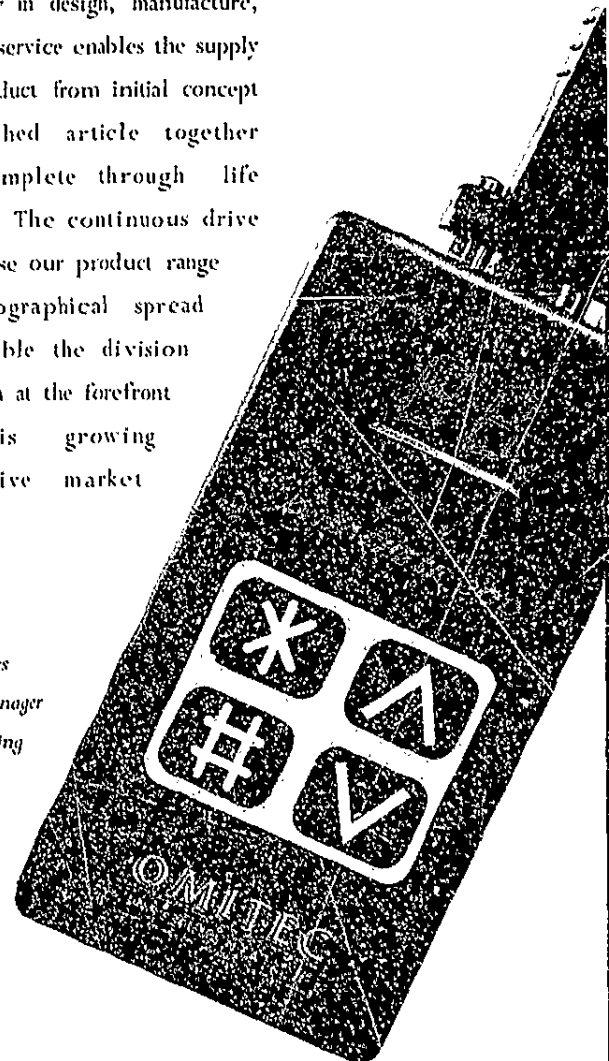 in design, manufacture,
service enables the supply
duct from initial concept
hed article together
mplete through life
The continuous drive
se our product range
ographical spread
ble the division
at the forefront
is growing
ive market
rs
nager
ing
* ^
# v
OMITEC